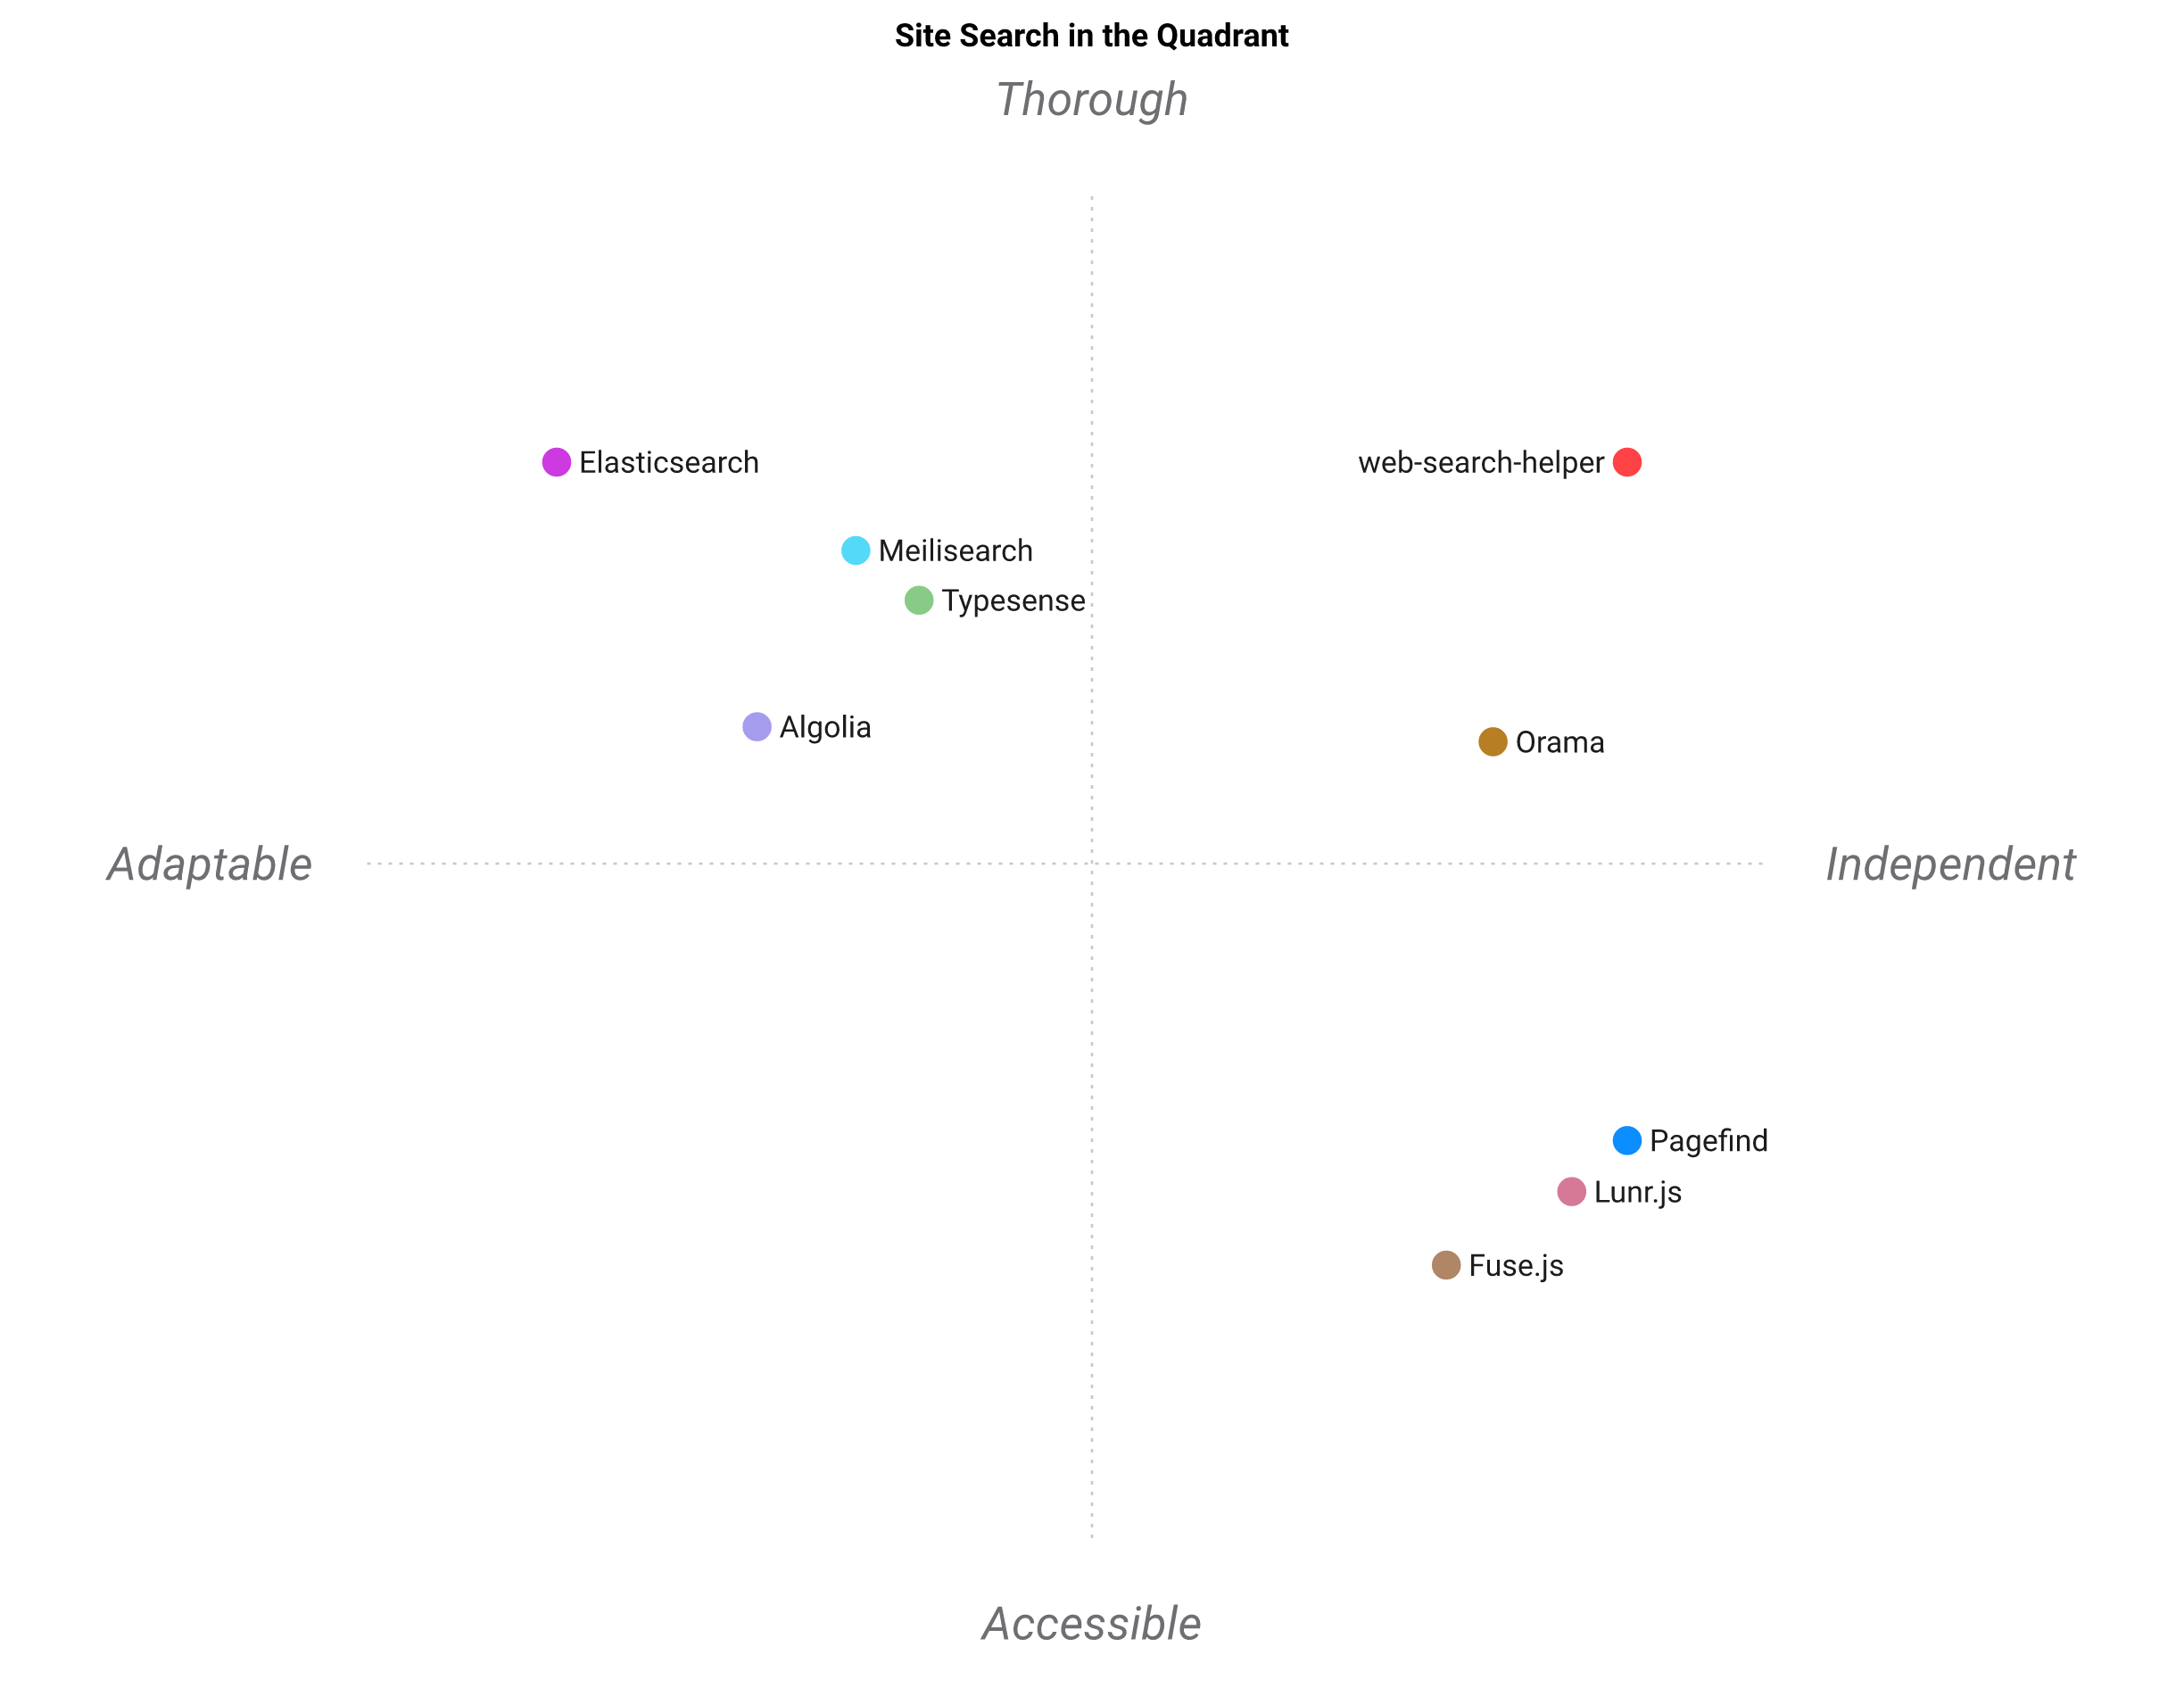 Site Search in the Quadrant
Thorough
Elasticsearch
web-search-helper
Meilisearch
Typesense
Algolia
Orama
Adaptable
Independent
Pagefind
Lunr.js
Fuse.js
Accessible